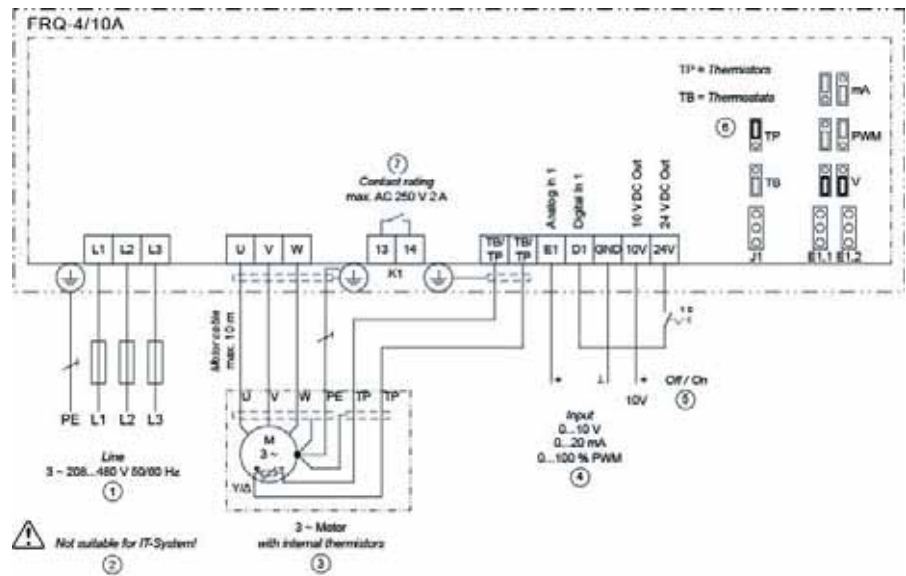 FRQ-4/10A
TP = Thermistors
TB = Thermostats
mA
6
TP
PWM
7
Contact rating
max. AC 250 V 2 A
Analog In 1
Digital In 1
10 V DC Out
24 V DC Out
TB
V
L1 L2 L3
U V W
13 14
TB/TP TB/TP E1 D1 GND 10V 24V
K1
J1
E1.1 E1.2
Motor cable
max. 10 m
U V W PE TP TP
+ ⊥ +
10V
Off / On
5
PE L1 L2 L3
Line
3 ~ 208...480 V 50/60 Hz
1
M
3 ~
Y/Δ
Input
0...10 V
0...20 mA
0...100 % PWM
4
Not suitable for IT-System!
2
3 ~ Motor
with internal thermistors
3